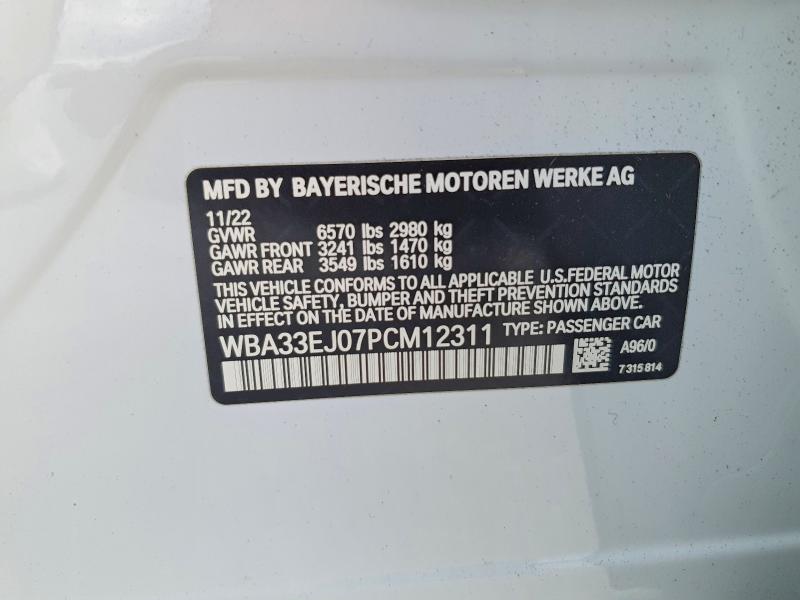 MFD BY BAYERISCHE MOTOREN WERKE AG
11/22
GVWR 6570 lbs 2980 kg
GAWR FRONT 3241 lbs 1470 kg
GAWR REAR 3549 lbs 1610 kg
THIS VEHICLE CONFORMS TO ALL APPLICABLE U.S.FEDERAL MOTOR
VEHICLE SAFETY, BUMPER AND THEFT PREVENTION STANDARDS
IN EFFECT ON THE DATE OF MANUFACTURE SHOWN ABOVE.
WBA33EJ07PCM12311 TYPE: PASSENGER CAR
A96/0
7 315 814